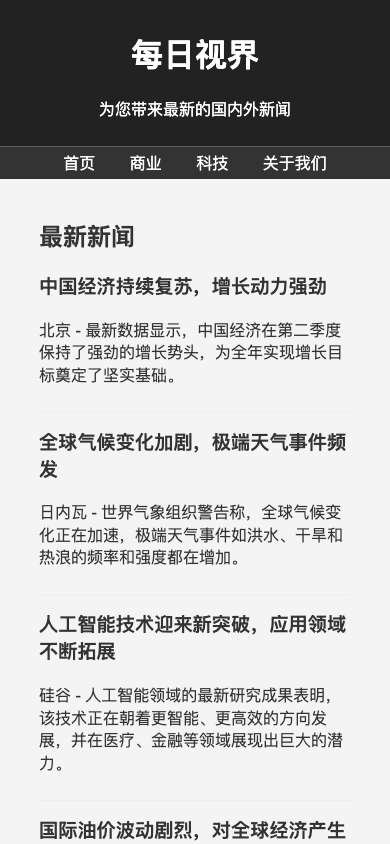 每日视界
为您带来最新的国内外新闻
首页 商业 科技 关于我们
最新新闻
中国经济持续复苏，增长动力强劲
北京 - 最新数据显示，中国经济在第二季度
保持了强劲的增长势头，为全年实现增长目
标奠定了坚实基础。
全球气候变化加剧，极端天气事件频
发
日内瓦 - 世界气象组织警告称，全球气候变
化正在加速，极端天气事件如洪水、干旱和
热浪的频率和强度都在增加。
人工智能技术迎来新突破，应用领域
不断拓展
硅谷 - 人工智能领域的最新研究成果表明，
该技术正在朝着更智能、更高效的方向发
展，并在医疗、金融等领域展现出巨大的潜
力。
国际油价波动剧烈，对全球经济产生